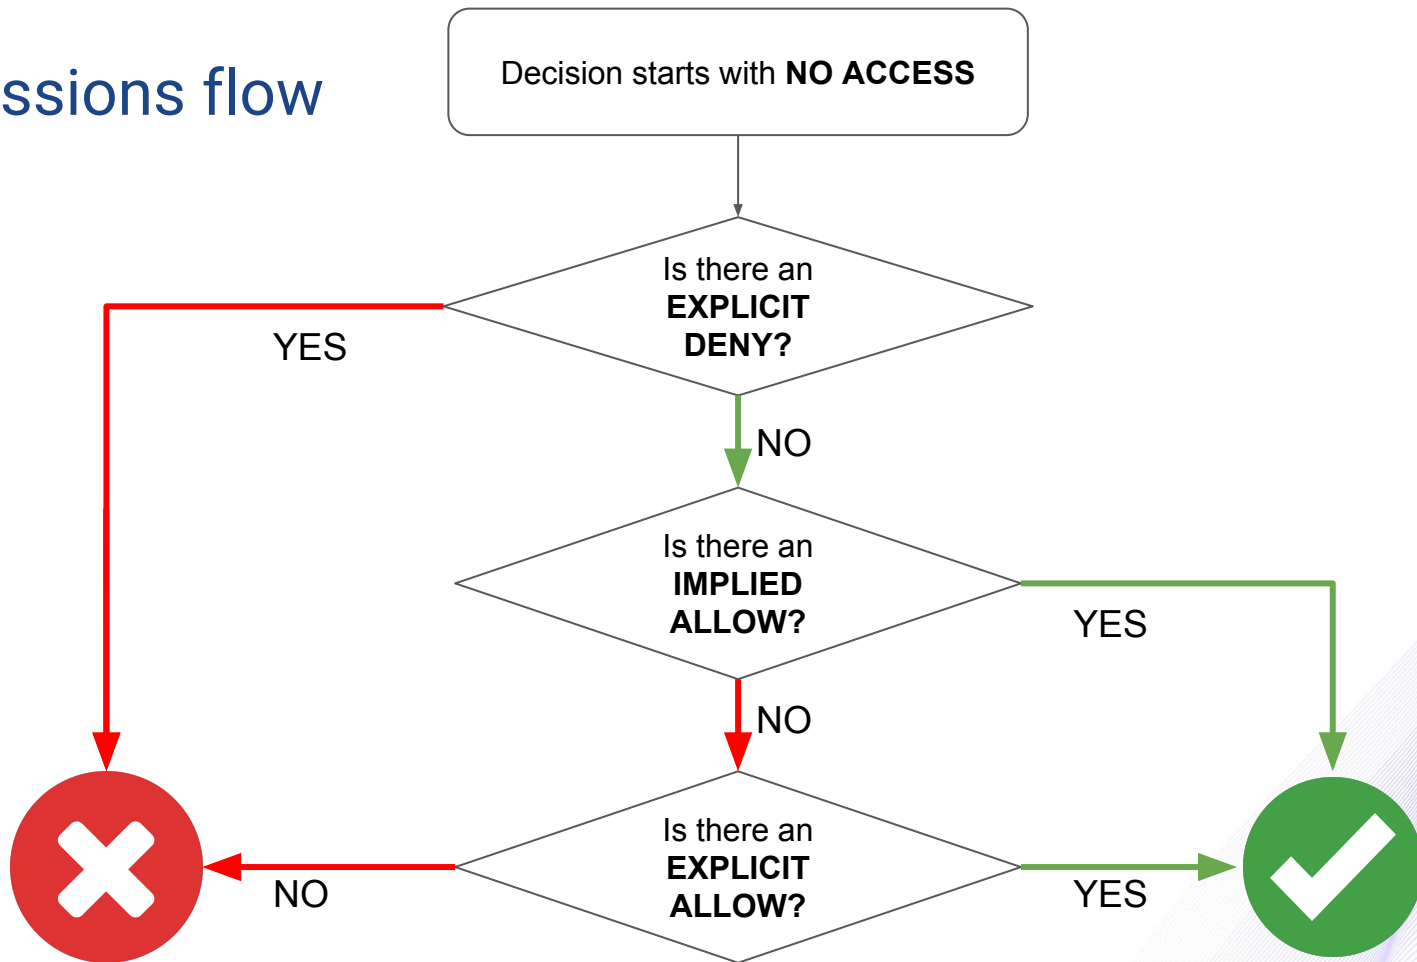 ssions flow
Decision starts with NO ACCESS
Is there an
EXPLICIT
DENY?
YES
NO
Is there an
IMPLIED
ALLOW?
YES
NO
Is there an
EXPLICIT
ALLOW?
NO
YES